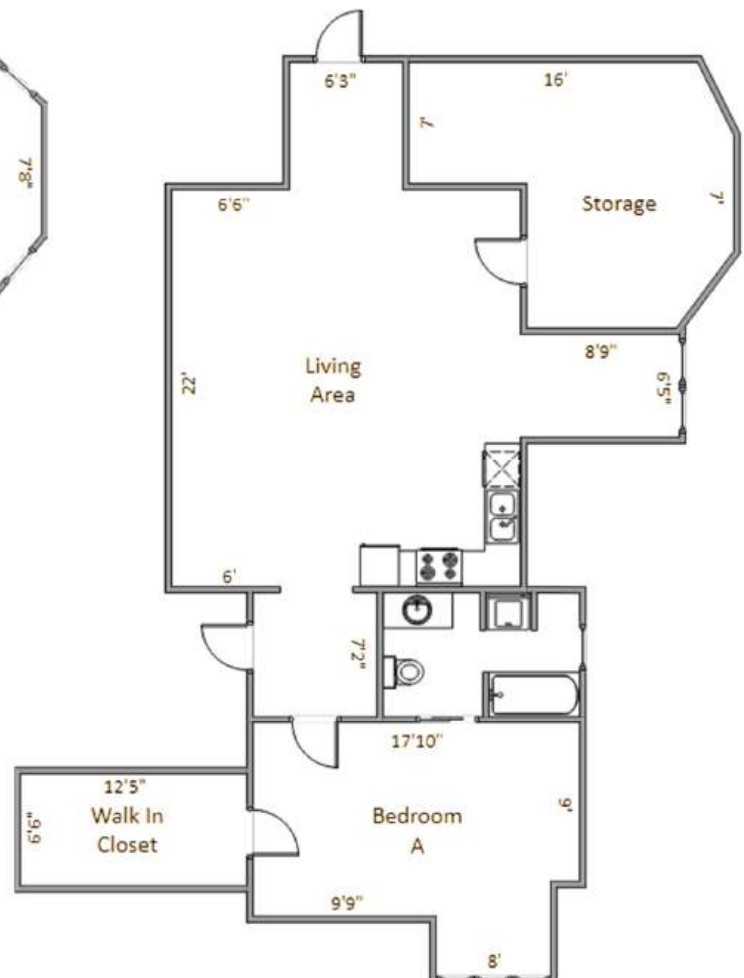 6'3"
16'
7'
7'8"
6'6"
Storage
7'
8'9"
6'5"
Living
Area
22'
6'
7'2"
17'10"
12'5"
Walk In
Closet
6'6"
Bedroom
A
9'
9'9"
8'